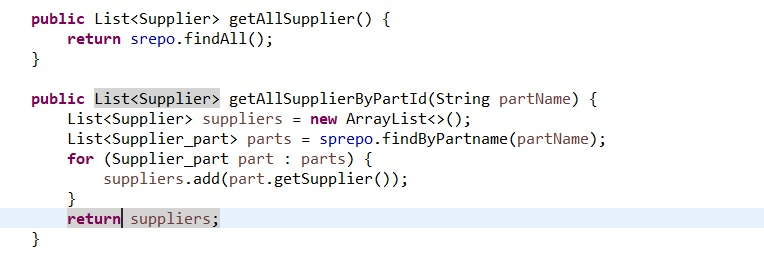 public List<Supplier> getAllSupplier() {
    return srepo.findAll();
}
public List<Supplier> getAllSupplierByPartId(String partName) {
    List<Supplier> suppliers = new ArrayList<>();
    List<Supplier_part> parts = sprepo.findByPartname(partName);
    for (Supplier_part part : parts) {
        suppliers.add(part.getSupplier());
    }
    return suppliers;
}